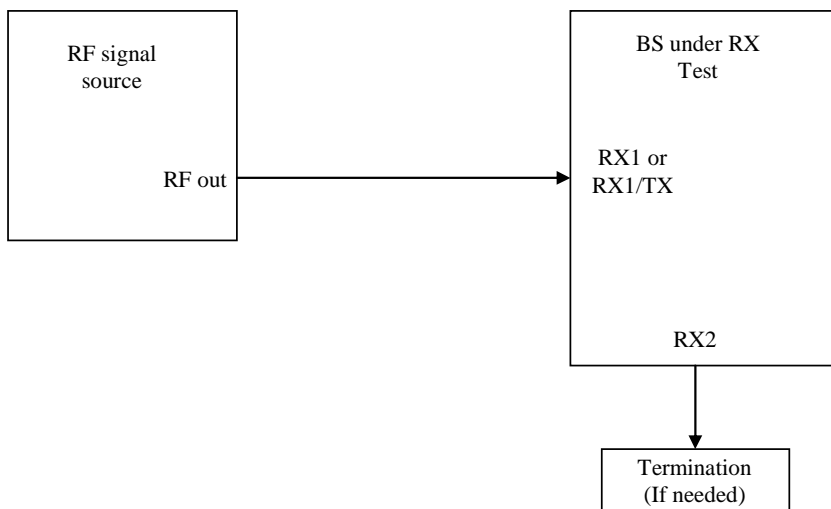 RF signal
source
RF out
BS under RX
Test
RX1 or
RX1/TX
RX2
Termination
(If needed)